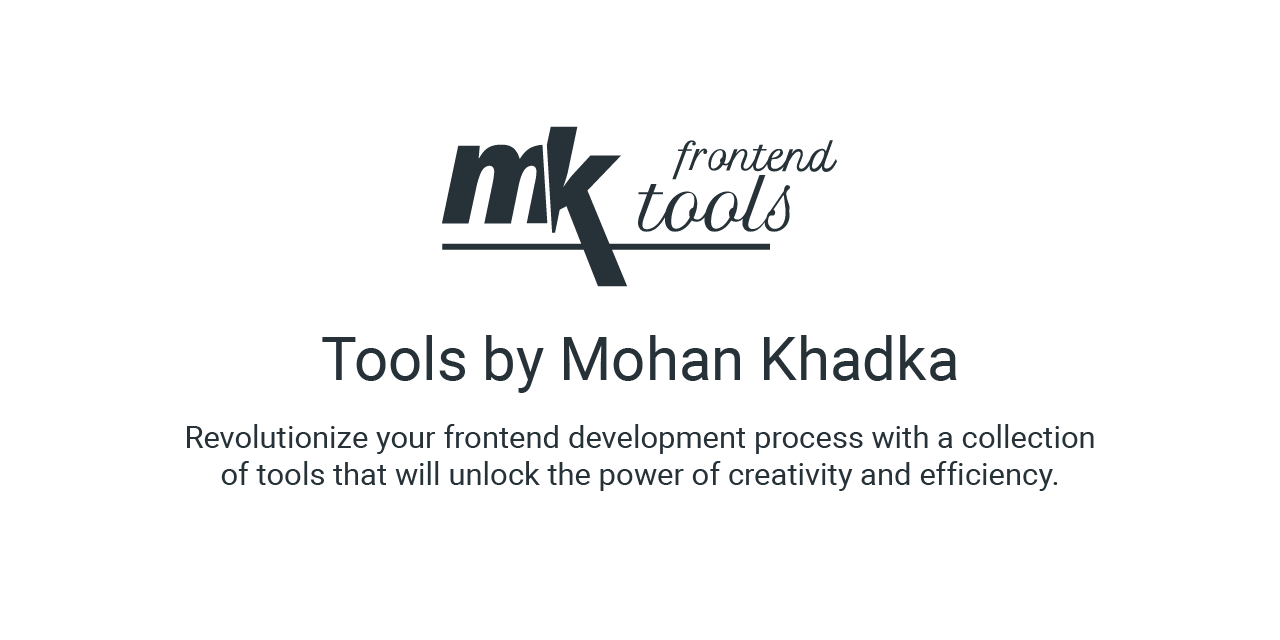 mk frontend
tools
Tools by Mohan Khadka
Revolutionize your frontend development process with a collection
of tools that will unlock the power of creativity and efficiency.